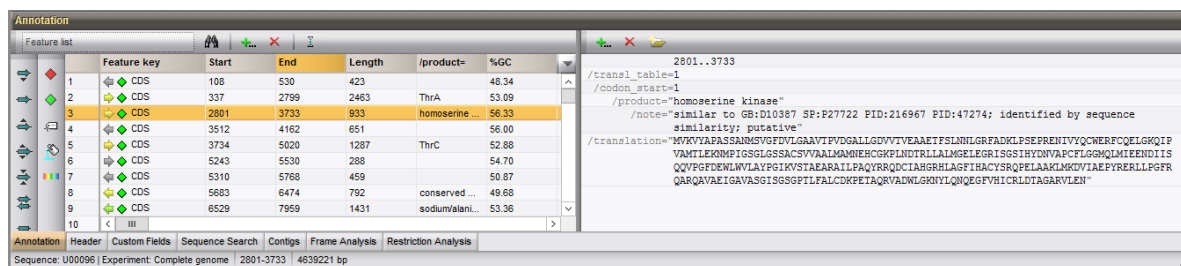 Annotation
Feature list
Feature key Start End Length /product= %GC
1 CDS 108 530 423 48.34
2 CDS 337 2799 2463 ThrA 53.09
3 CDS 2801 3733 933 homoserine ... 56.33
4 CDS 3512 4162 651 56.00
5 CDS 3734 5020 1287 ThrC 52.88
6 CDS 5243 5530 288 54.70
7 CDS 5310 5768 459 50.87
8 CDS 5683 6474 792 conserved ... 49.68
9 CDS 6529 7959 1431 sodium/alani... 53.36
10
2801..3733
/transl_table=1
/codon_start=1
/product="homoserine kinase"
/note="similar to GB:D10387 SP:P27722 PID:216967 PID:47274; identified by sequence
similarity; putative"
/translation="MVKVYAPASSANMSVGFDVLGAAVTPVDGALLGDVVTVEAAETFSLNNLGRFADKLPSEPRENIVYQCWERFCQELGKQIP
VAMTLEKNMPIGSGLGSSACSVVAALMAMNEHCGKPLNDTRLLALMGELEGRISGSIHYDNVAPCFLGGMQLMIEENDIIS
QQVPGFDEWLWVLAYPGIKVSTAEARAILPAQYRRQDCIAHGRHLAGFIHACYSRQPELAAKLMKDVIAEPYRERLLPGFR
QARQAVAEIGAVASGISGSGPTLFALCDKPETAQRVADWLGKNYLQNQEGFVHICRLDTAGARVLEN"
Annotation Header Custom Fields Sequence Search Contigs Frame Analysis Restriction Analysis
Sequence: U00096 | Experiment: Complete genome 2801-3733 4639221 bp